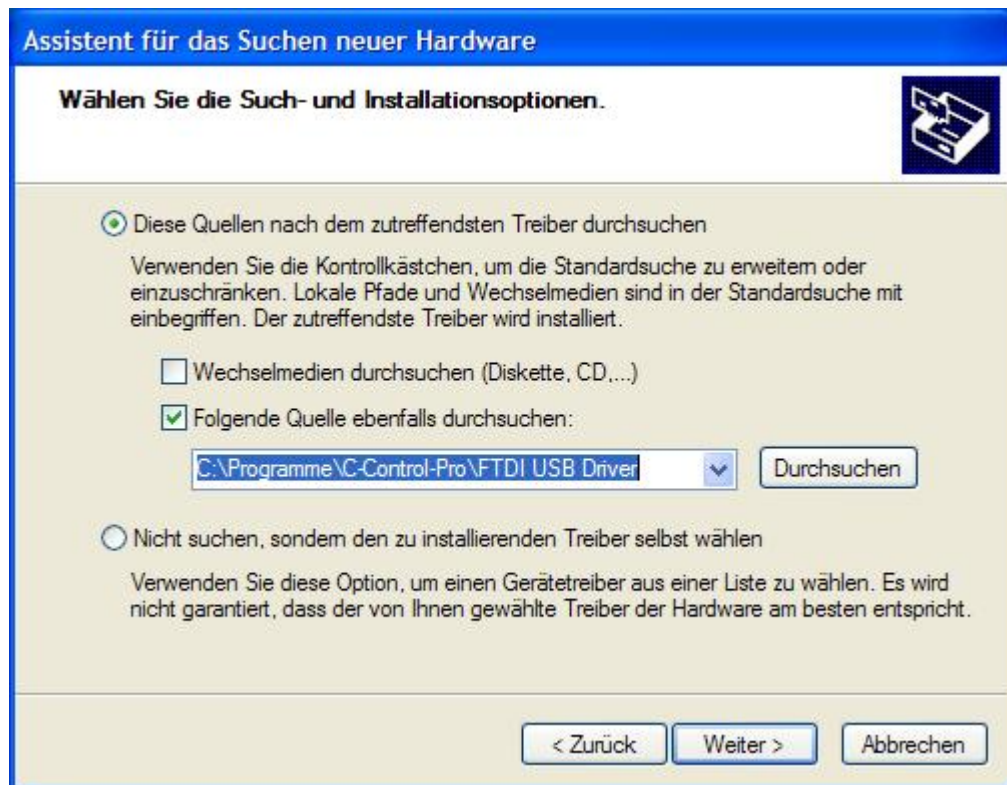 Assistent für das Suchen neuer Hardware
Wählen Sie die Such- und Installationsoptionen.
Diese Quellen nach dem zutreffendsten Treiber durchsuchen
Verwenden Sie die Kontrollkästchen, um die Standardsuche zu erweitern oder
einzuschränken. Lokale Pfade und Wechselmedien sind in der Standardsuche mit
einbegriffen. Der zutreffendste Treiber wird installiert.
Wechselmedien durchsuchen (Diskette, CD,...)
Folgende Quelle ebenfalls durchsuchen:
C:\Programme\C-Control-Pro\FTDI USB Driver
Durchsuchen
Nicht suchen, sondern den zu installierenden Treiber selbst wählen
Verwenden Sie diese Option, um einen Gerätetreiber aus einer Liste zu wählen. Es wird
nicht garantiert, dass der von Ihnen gewählte Treiber der Hardware am besten entspricht.
< Zurück
Weiter >
Abbrechen